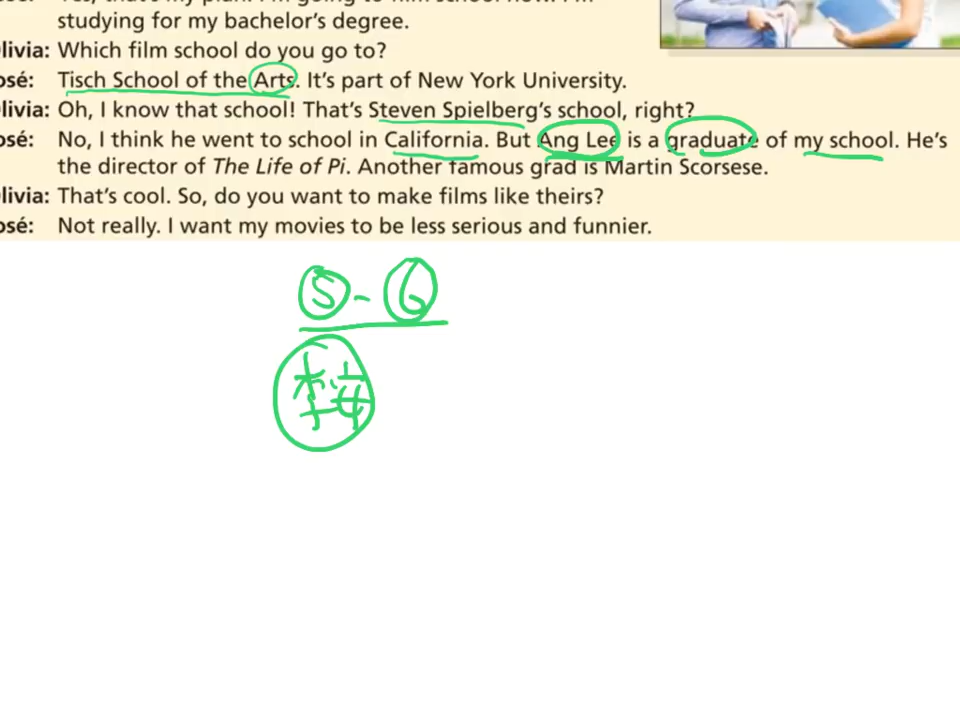 studying for my bachelor's degree.
livia: Which film school do you go to?
osé: Tisch School of the Arts. It's part of New York University.
livia: Oh, I know that school! That's Steven Spielberg's school, right?
osé: No, I think he went to school in California. But Ang Lee is a graduate of my school. He's
the director of The Life of Pi. Another famous grad is Martin Scorsese.
livia: That's cool. So, do you want to make films like theirs?
osé: Not really. I want my movies to be less serious and funnier.
S - G